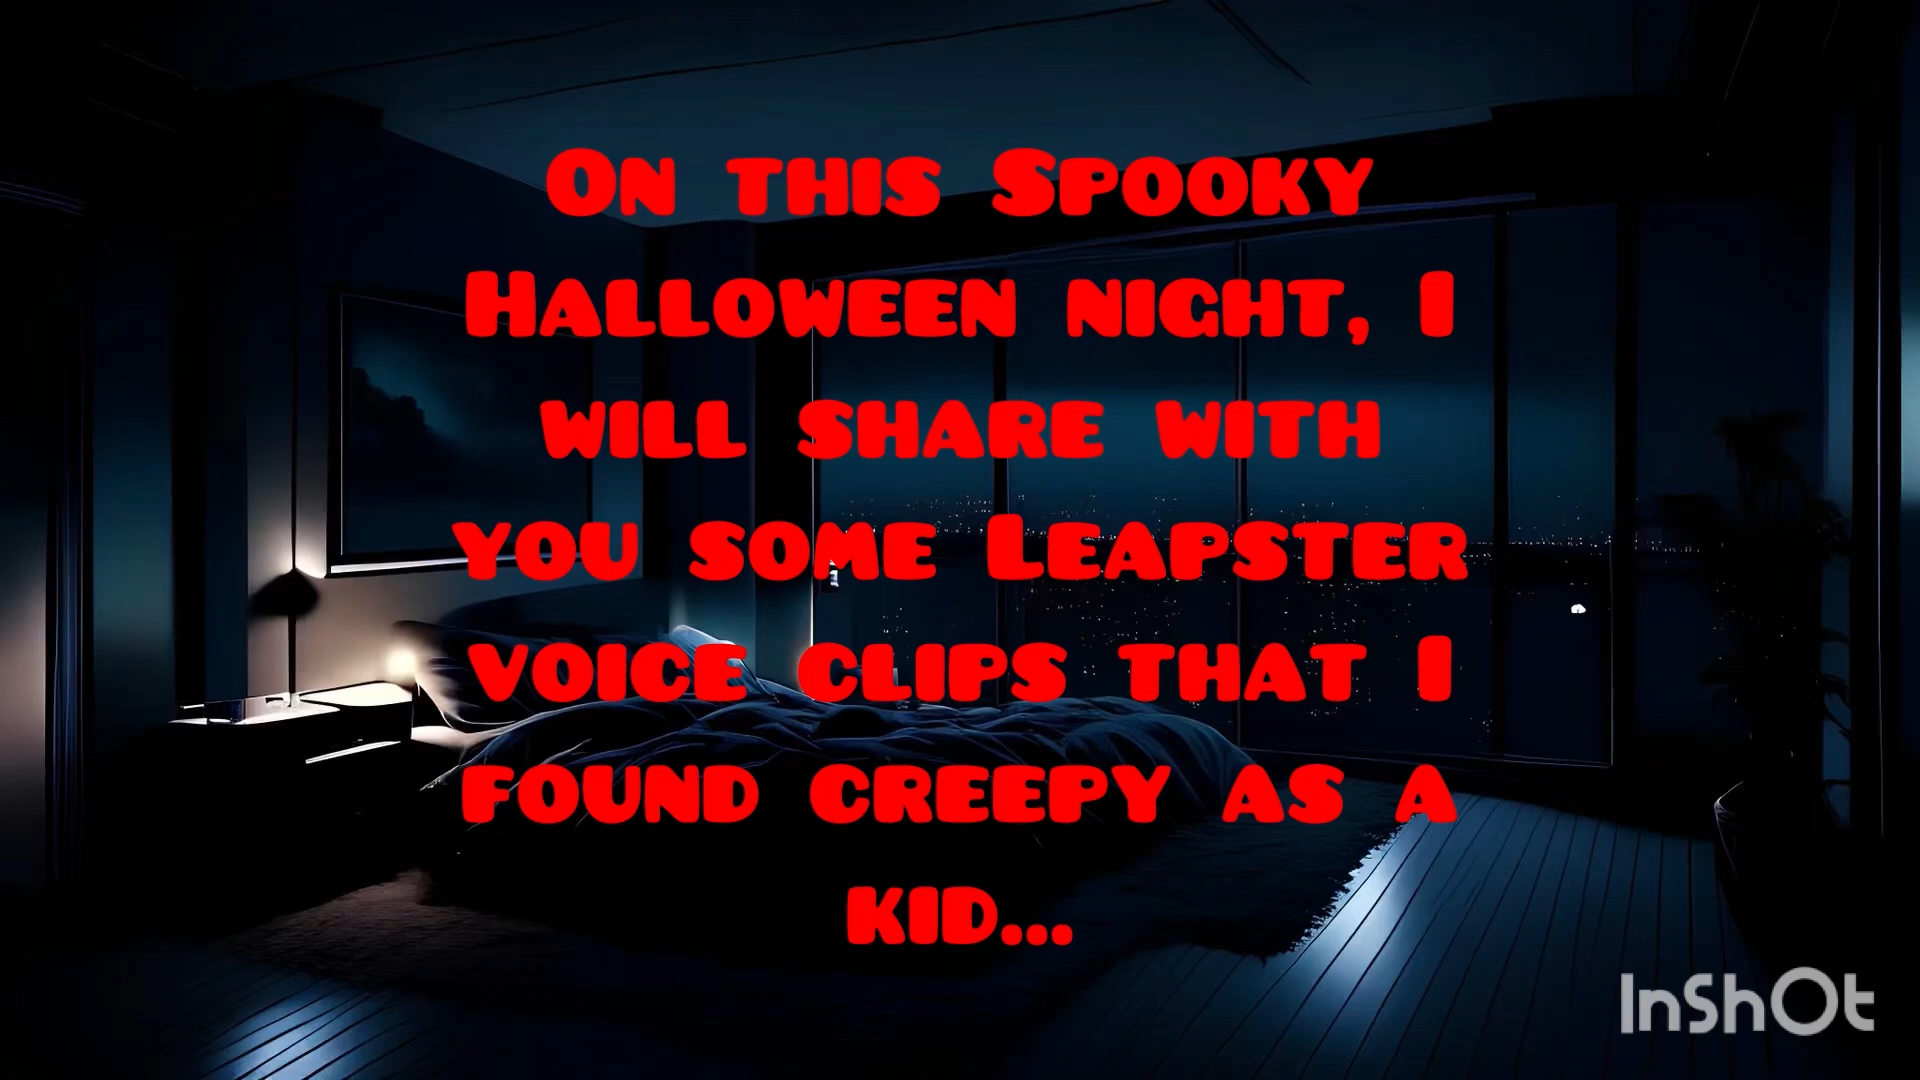 On this Spooky
Halloween night, I
will share with
you some Leapster
voice clips that I
found creepy as a
kid...
InShOt